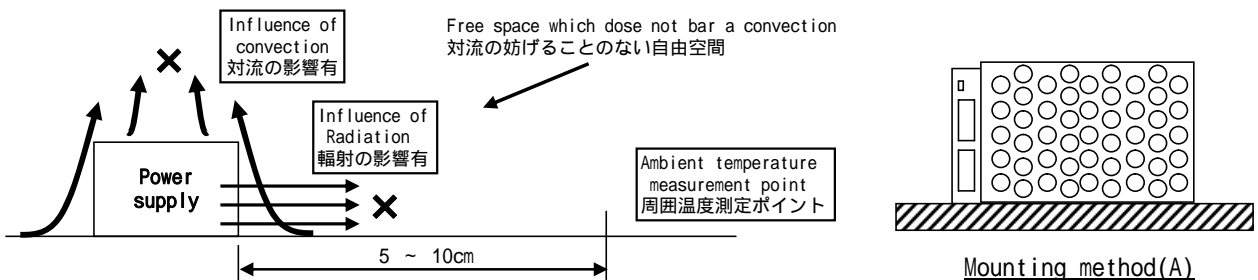 Influence of
convection
対流の影響有
Free space which dose not bar a convection
対流の妨げることのない自由空間
Influence of
Radiation
輻射の影響有
Power
supply
Ambient temperature
measurement point
周囲温度測定ポイント
5 ~ 10cm
Mounting method(A)